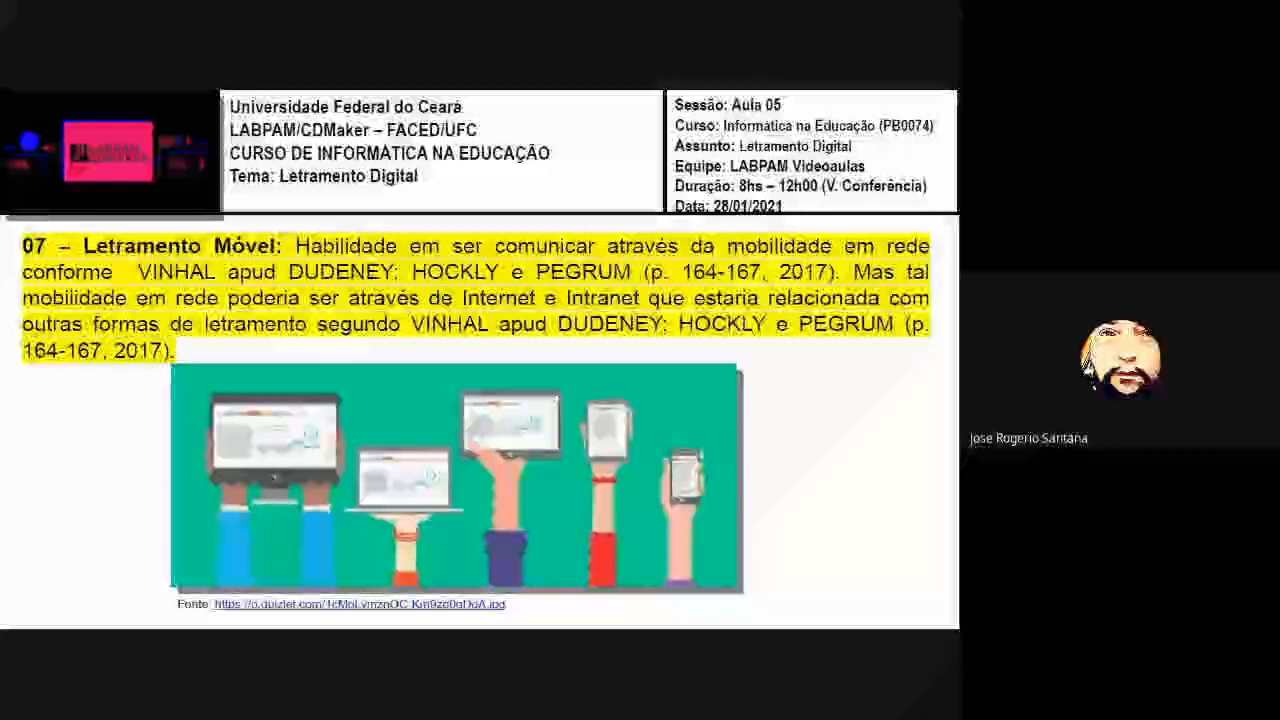 Universidade Federal do Ceará
LABPAM/CDMaker – FACED/UFC
CURSO DE INFORMÁTICA NA EDUCAÇÃO
Tema: Letramento Digital
Sessão: Aula 05
Curso: Informática na Educação (PB0074)
Assunto: Letramento Digital
Equipe: LABPAM Videoaulas
Duração: 8hs – 12h00 (V. Conferência)
Data: 28/01/2021
07 – Letramento Móvel: Habilidade em ser comunicar através da mobilidade em rede
conforme VINHAL apud DUDENEY; HOCKLY e PEGRUM (p. 164-167, 2017). Mas tal
mobilidade em rede poderia ser através de Internet e Intranet que estaria relacionada com
outras formas de letramento segundo VINHAL apud DUDENEY; HOCKLY e PEGRUM (p.
164-167, 2017).
Fonte:
Jose Rogerio Santana